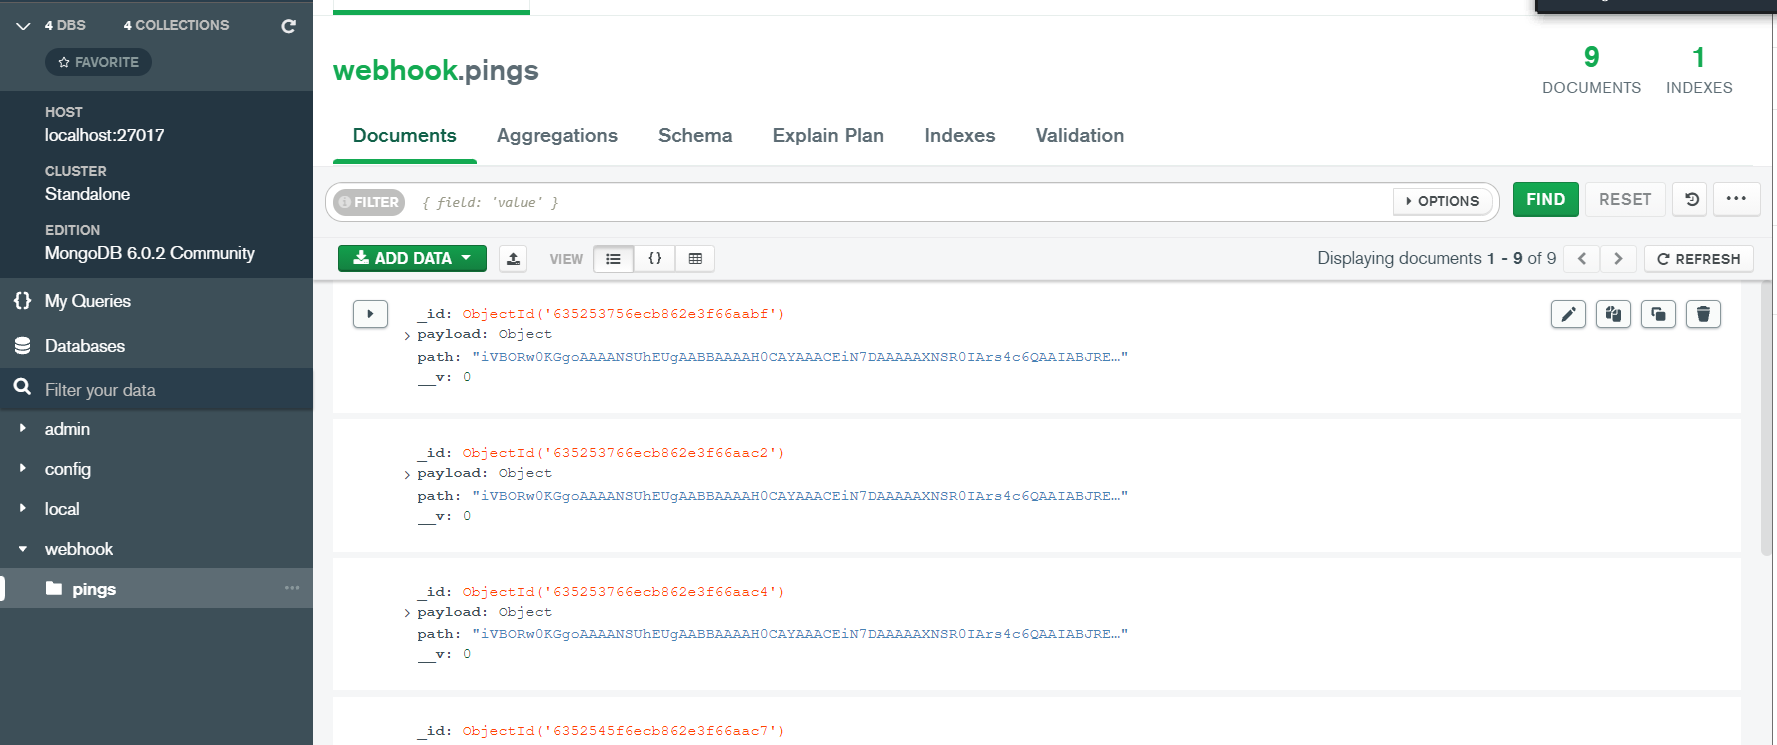 4 DBS 4 COLLECTIONS
FAVORITE
HOST
localhost:27017
CLUSTER
Standalone
EDITION
MongoDB 6.0.2 Community
{} My Queries
Databases
Filter your data
admin
config
local
webhook
pings
webhook.pings
9
DOCUMENTS
1
INDEXES
Documents Aggregations Schema Explain Plan Indexes Validation
FILTER { field: 'value' } OPTIONS FIND RESET
ADD DATA VIEW {} Displaying documents 1 - 9 of 9 REFRESH
_id: ObjectId('635253756ecb862e3f66aabf')
payload: Object
path: "iVBORw0KGgoAAAANSUhEUgAABBAAAAH0CAYAAACEiN7DAAAAAXNSR0IArs4c6QAAIABJRE…"
__v: 0
_id: ObjectId('635253766ecb862e3f66aac2')
payload: Object
path: "iVBORw0KGgoAAAANSUhEUgAABBAAAAH0CAYAAACEiN7DAAAAAXNSR0IArs4c6QAAIABJRE…"
__v: 0
_id: ObjectId('635253766ecb862e3f66aac4')
payload: Object
path: "iVBORw0KGgoAAAANSUhEUgAABBAAAAH0CAYAAACEiN7DAAAAAXNSR0IArs4c6QAAIABJRE…"
__v: 0
_id: ObjectId('6352545f6ecb862e3f66aac7')